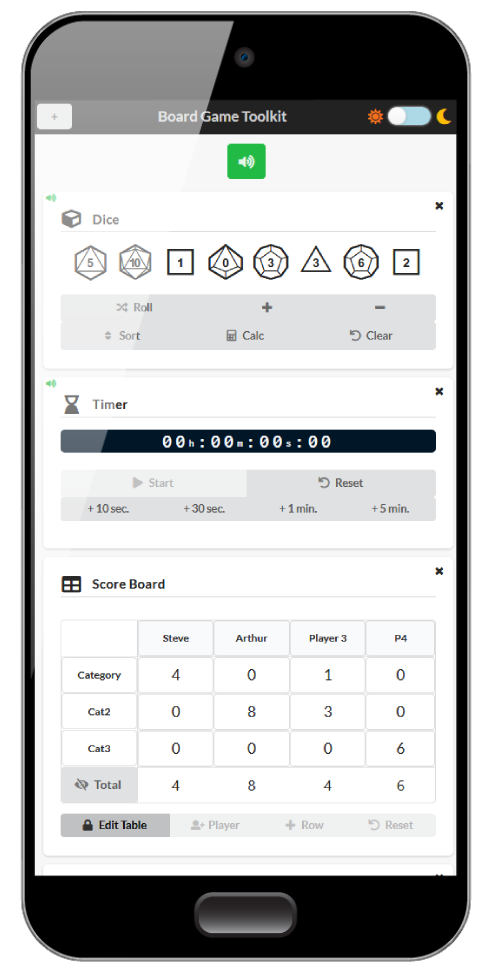 + Board Game Toolkit
Dice
5 10 1 0 3 3 6 2
Roll + −
Sort Calc Clear
Timer
00h:00m:00s:00
Start Reset
+10 sec. +30 sec. +1 min. +5 min.
Score Board
Steve Arthur Player 3 P4
Category 4 0 1 0
Cat2 0 8 3 0
Cat3 0 0 0 6
Total 4 8 4 6
Edit Table Player + Row Reset